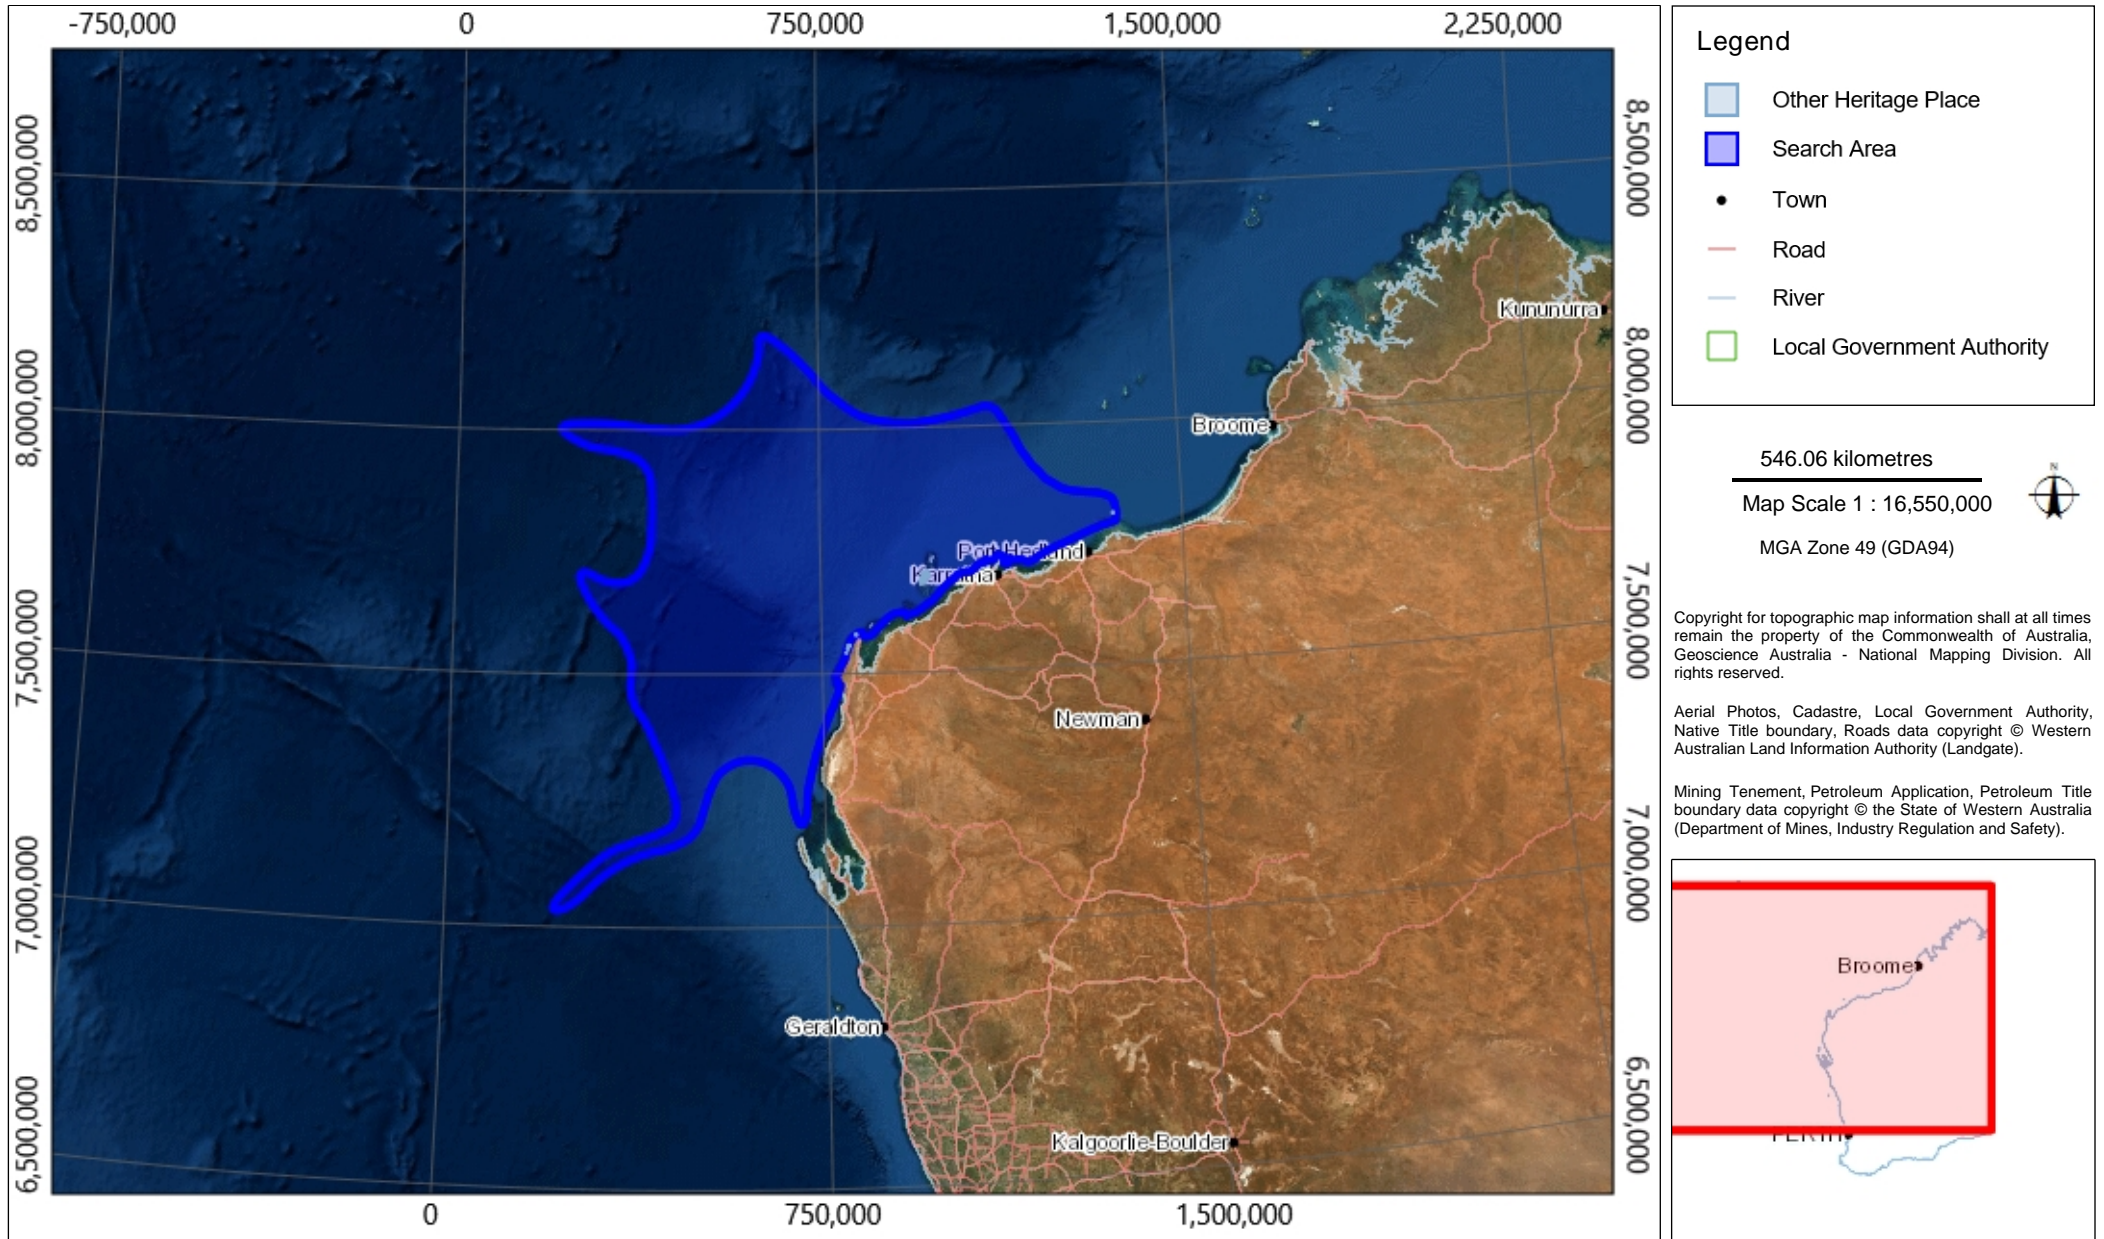 -750,000 0 750,000 1,500,000 2,250,000
8,500,000
8,000,000
7,500,000
7,000,000
6,500,000
Kununurra
Broome
Port Hedland
Karratha
Newman
Geraldton
Kalgoorlie-Boulder
8,500,000
8,000,000
7,500,000
7,000,000
6,500,000
0 750,000 1,500,000
Legend
Other Heritage Place
Search Area
Town
Road
River
Local Government Authority
546.06 kilometres
Map Scale 1 : 16,550,000
MGA Zone 49 (GDA94)
N
Copyright for topographic map information shall at all times
remain the property of the Commonwealth of Australia,
Geoscience Australia - National Mapping Division. All
rights reserved.
Aerial Photos, Cadastre, Local Government Authority,
Native Title boundary, Roads data copyright © Western
Australian Land Information Authority (Landgate).
Mining Tenement, Petroleum Application, Petroleum Title
boundary data copyright © the State of Western Australia
(Department of Mines, Industry Regulation and Safety).
Broome
PERTH